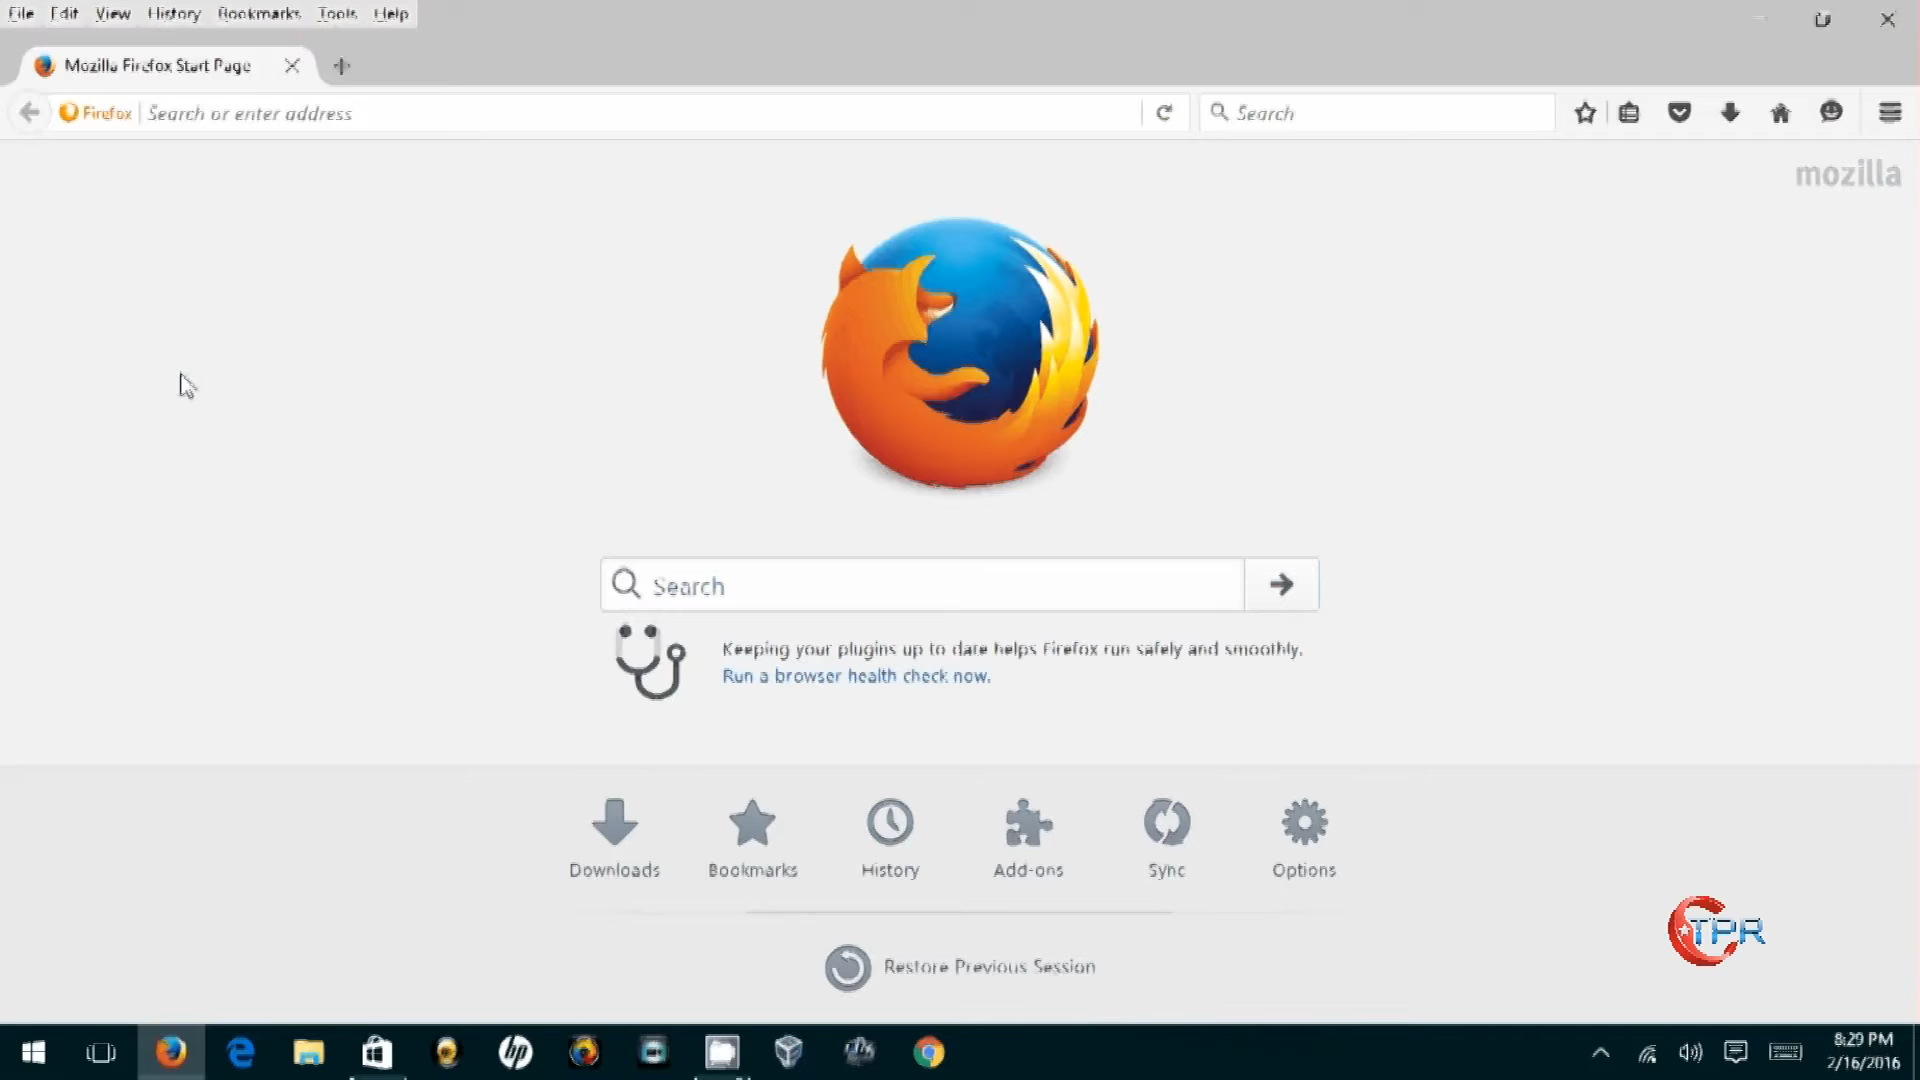 File Edit View History Bookmarks Tools Help
Mozilla Firefox Start Page
Firefox Search or enter address
Search
mozilla
Search
Keeping your plugins up to date helps Firefox run safely and smoothly.
Run a browser health check now.
Downloads Bookmarks History Add-ons Sync Options
TPR
Restore Previous Session
hp
8:29 PM
2/16/2016